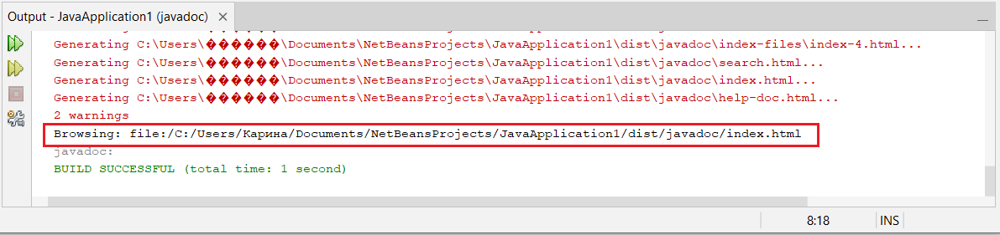 Output - JavaApplication1 (javadoc)
Generating C:\Users\������\Documents\NetBeansProjects\JavaApplication1\dist\javadoc\index-files\index-4.html...
Generating C:\Users\������\Documents\NetBeansProjects\JavaApplication1\dist\javadoc\search.html...
Generating C:\Users\������\Documents\NetBeansProjects\JavaApplication1\dist\javadoc\index.html...
Generating C:\Users\������\Documents\NetBeansProjects\JavaApplication1\dist\javadoc\help-doc.html...
2 warnings
Browsing: file:/C:/Users/Карина/Documents/NetBeansProjects/JavaApplication1/dist/javadoc/index.html
javadoc:
BUILD SUCCESSFUL (total time: 1 second)
8:18 INS